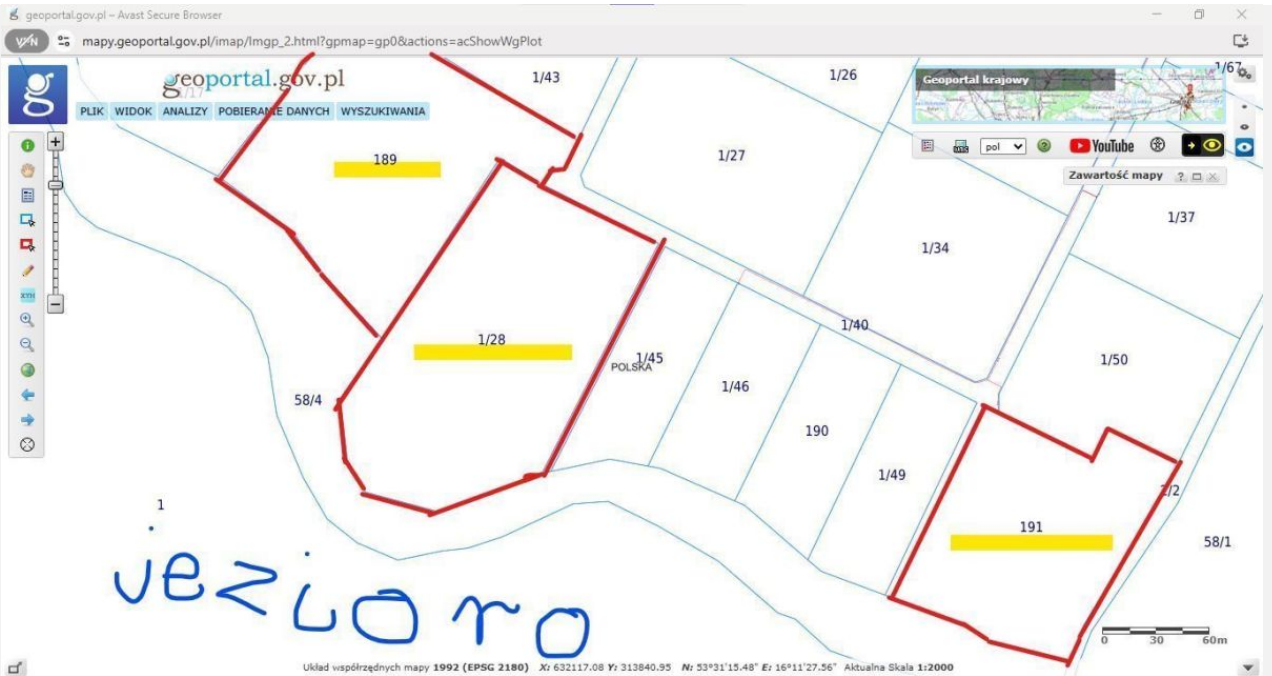 geoportal.gov.pl – Avast Secure Browser
VPN mapy.geoportal.gov.pl/imap/Imgp_2.html?gpmap=gp0&actions=acShowWgPlot
geoportal.gov.pl
PLIK WIDOK ANALIZY POBIERANIE DANYCH WYSZUKIWANIA
Geoportal krajowy
pol YouTube
Zawartość mapy
XYH
1/17
1/43
1/26
1/67
189
1/27
1/37
1/34
1/28
1/40
POLSKA
1/45
1/50
1/46
58/4
190
1/49
1/2
1
191
58/1
jezioro
0 30 60m
Układ współrzędnych mapy 1992 (EPSG 2180) X: 632117.08 Y: 313840.95 N: 53°31'15.48" E: 16°11'27.56" Aktualna Skala 1:2000